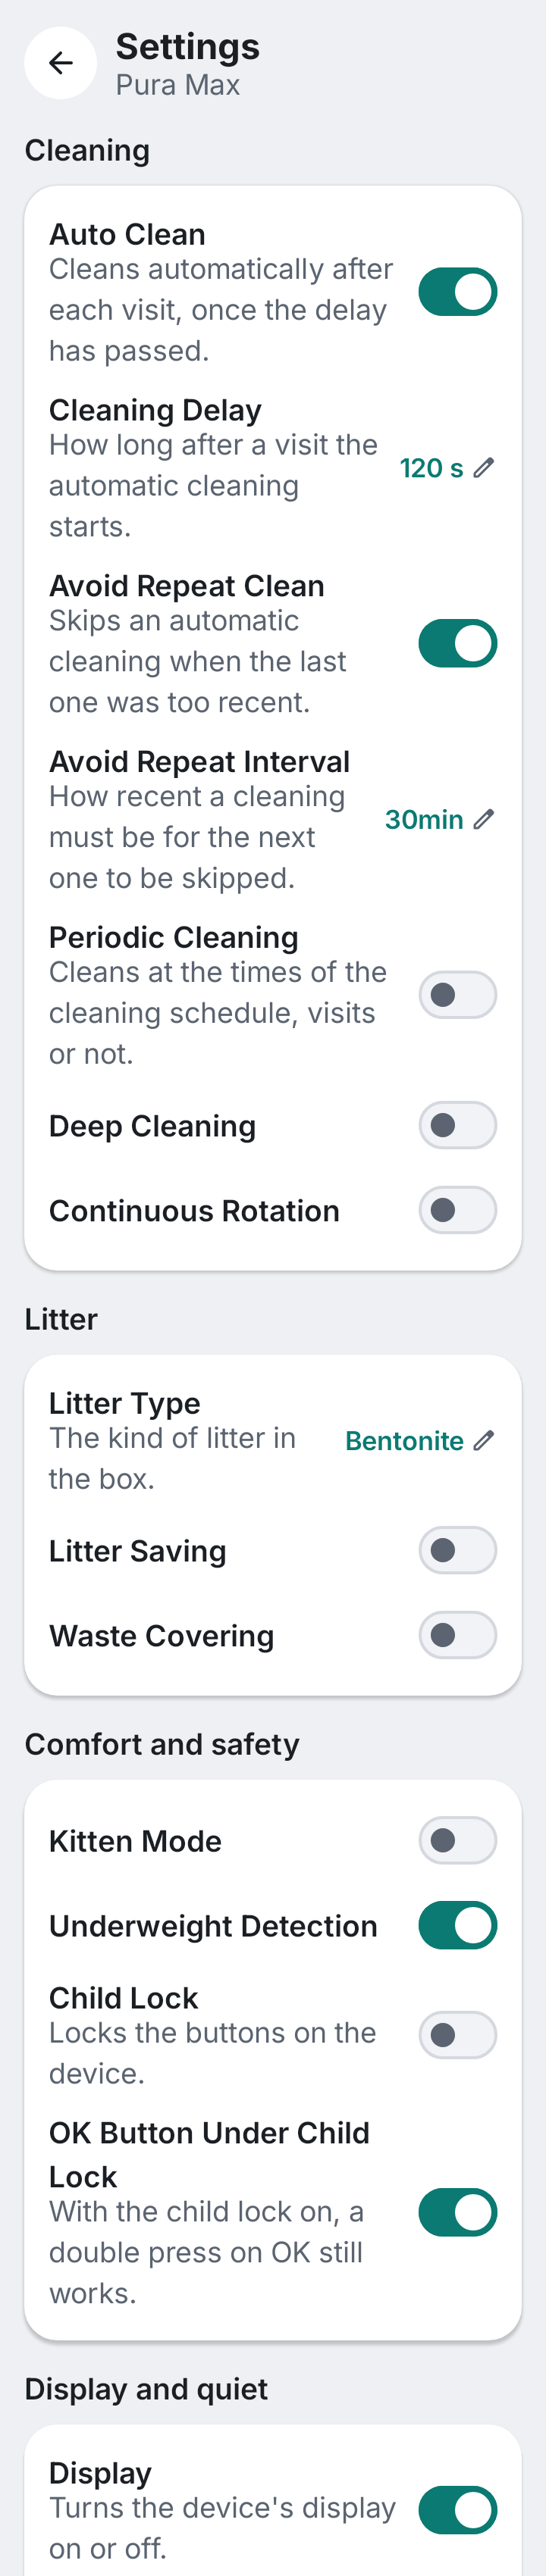 Settings
Pura Max
Cleaning
Auto Clean
Cleans automatically after
each visit, once the delay
has passed.
Cleaning Delay
How long after a visit the
automatic cleaning
starts.
120 s
Avoid Repeat Clean
Skips an automatic
cleaning when the last
one was too recent.
Avoid Repeat Interval
How recent a cleaning
must be for the next
one to be skipped.
30min
Periodic Cleaning
Cleans at the times of the
cleaning schedule, visits
or not.
Deep Cleaning
Continuous Rotation
Litter
Litter Type
The kind of litter in
the box.
Bentonite
Litter Saving
Waste Covering
Comfort and safety
Kitten Mode
Underweight Detection
Child Lock
Locks the buttons on the
device.
OK Button Under Child
Lock
With the child lock on, a
double press on OK still
works.
Display and quiet
Display
Turns the device's display
on or off.